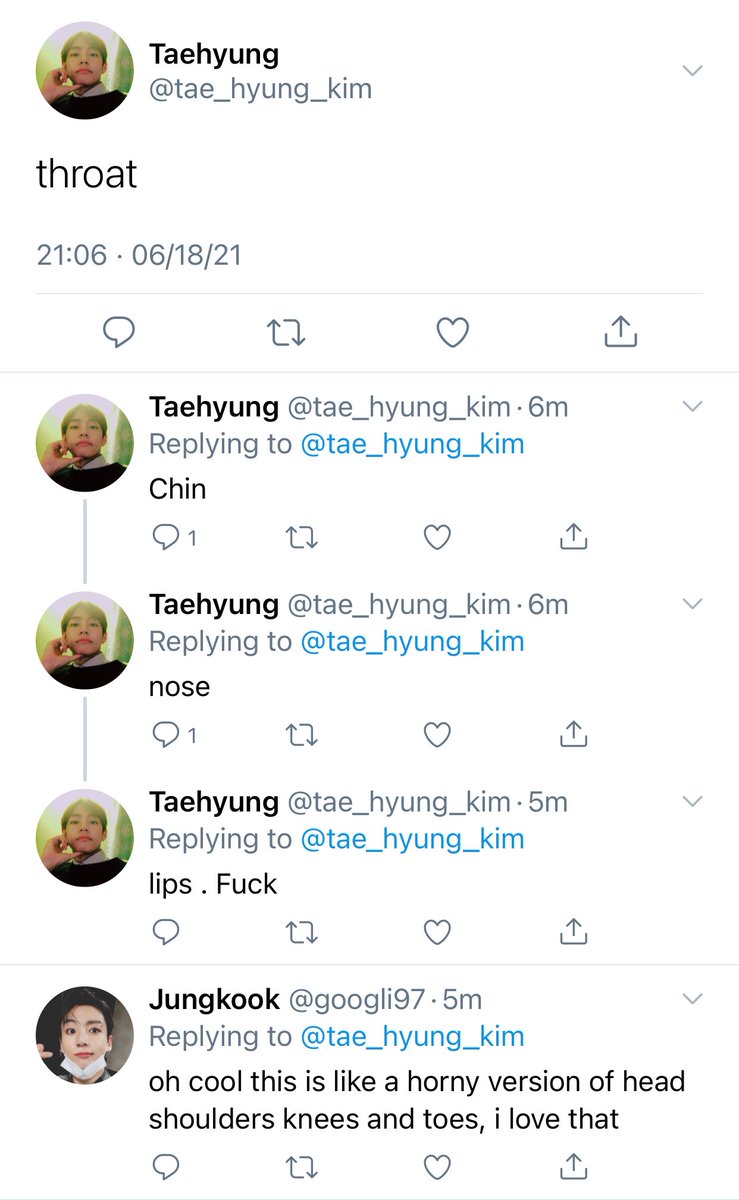 Taehyung
@tae_hyung_kim
throat
21:06 · 06/18/21
Taehyung @tae_hyung_kim · 6m
Replying to @tae_hyung_kim
Chin
1
Taehyung @tae_hyung_kim · 6m
Replying to @tae_hyung_kim
nose
1
Taehyung @tae_hyung_kim · 5m
Replying to @tae_hyung_kim
lips . Fuck
Jungkook @googli97 · 5m
Replying to @tae_hyung_kim
oh cool this is like a horny version of head
shoulders knees and toes, i love that